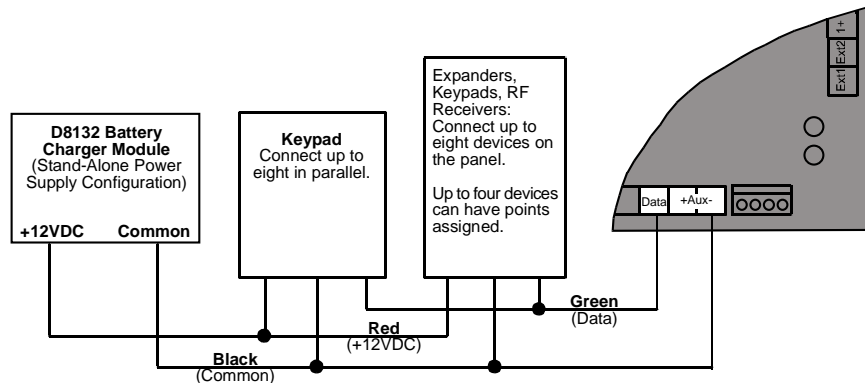 D8132 Battery
Charger Module
(Stand-Alone Power
Supply Configuration)
+12VDC Common
Keypad
Connect up to
eight in parallel.
Expanders,
Keypads, RF
Receivers:
Connect up to
eight devices on
the panel.
Up to four devices
can have points
assigned.
1+
Ext2
Ext1
Data
+Aux-
Green
(Data)
Red
(+12VDC)
Black
(Common)